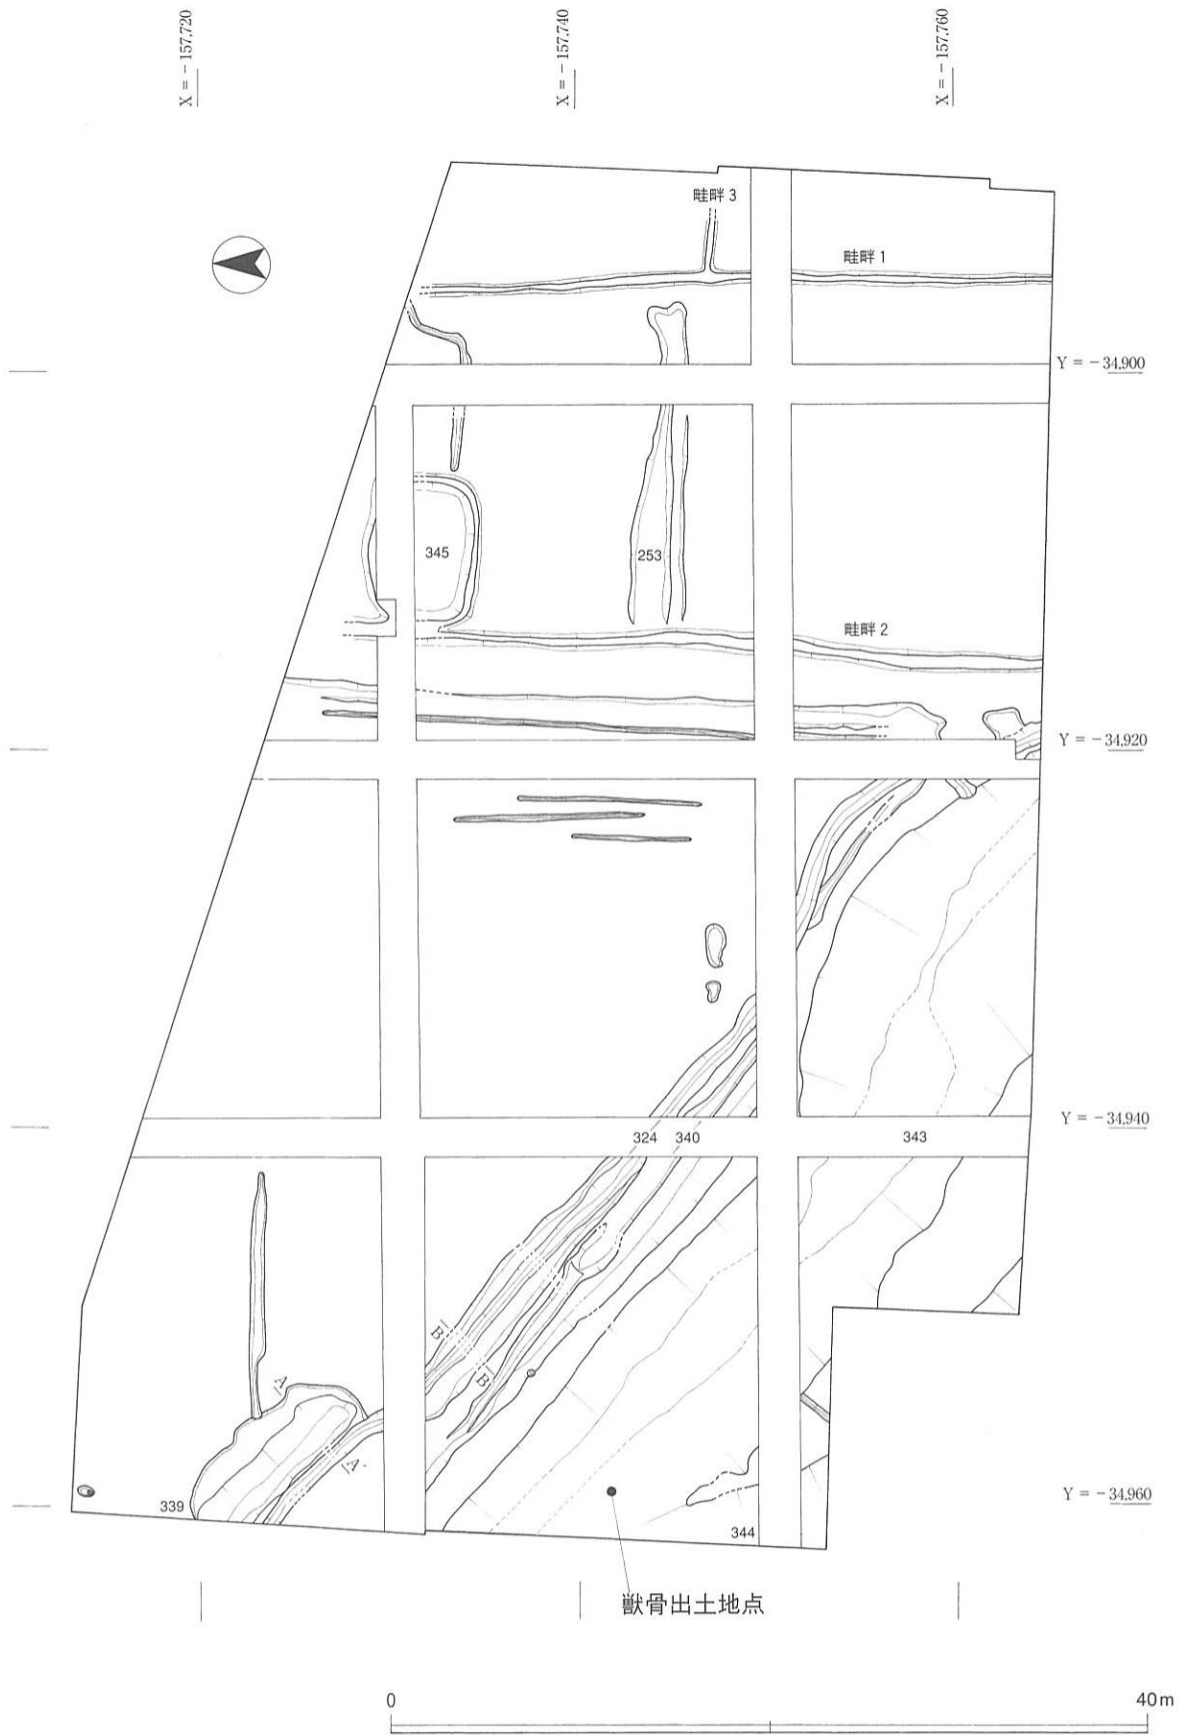 X = －157,720
X = －157,740
X = －157,760
畦畔 3
畦畔 1
Y = －34,900
345
253
畦畔 2
Y = －34,920
Y = －34,940
324
340
343
B
B'
A
A'
339
Y = －34,960
344
獣骨出土地点
0
40m